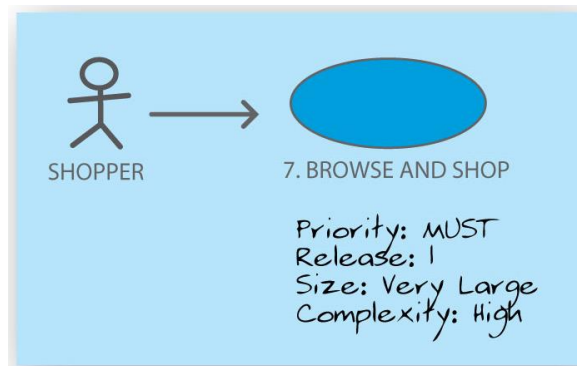 SHOPPER
7. BROWSE AND SHOP
Priority: MUST
Release: 1
Size: Very Large
Complexity: High